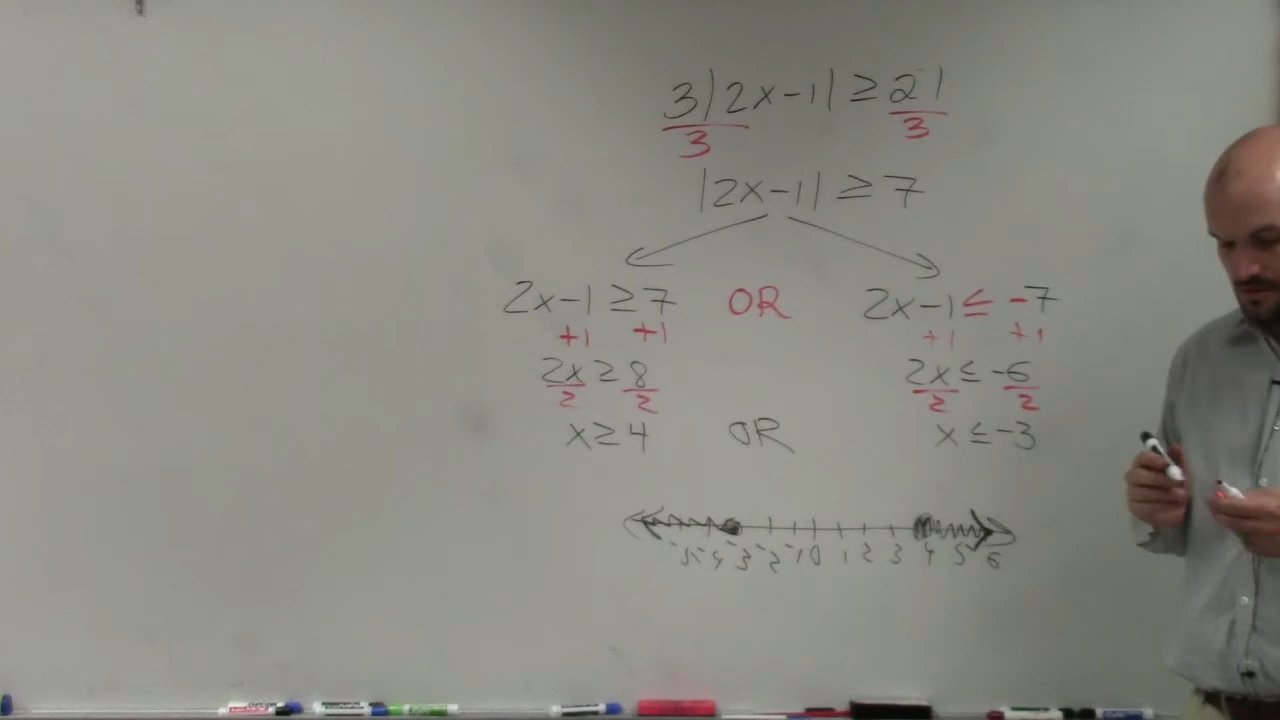 3|2x-1| ≥ 21
3 3
|2x-1| ≥ 7
2x-1 ≥ 7 OR 2x-1 ≤ -7
+1 +1 +1 +1
2x ≥ 8 2x ≤ -6
2 2 2 2
x ≥ 4 OR x ≤ -3
-5 -4 -3 -2 -1 0 1 2 3 4 5 6